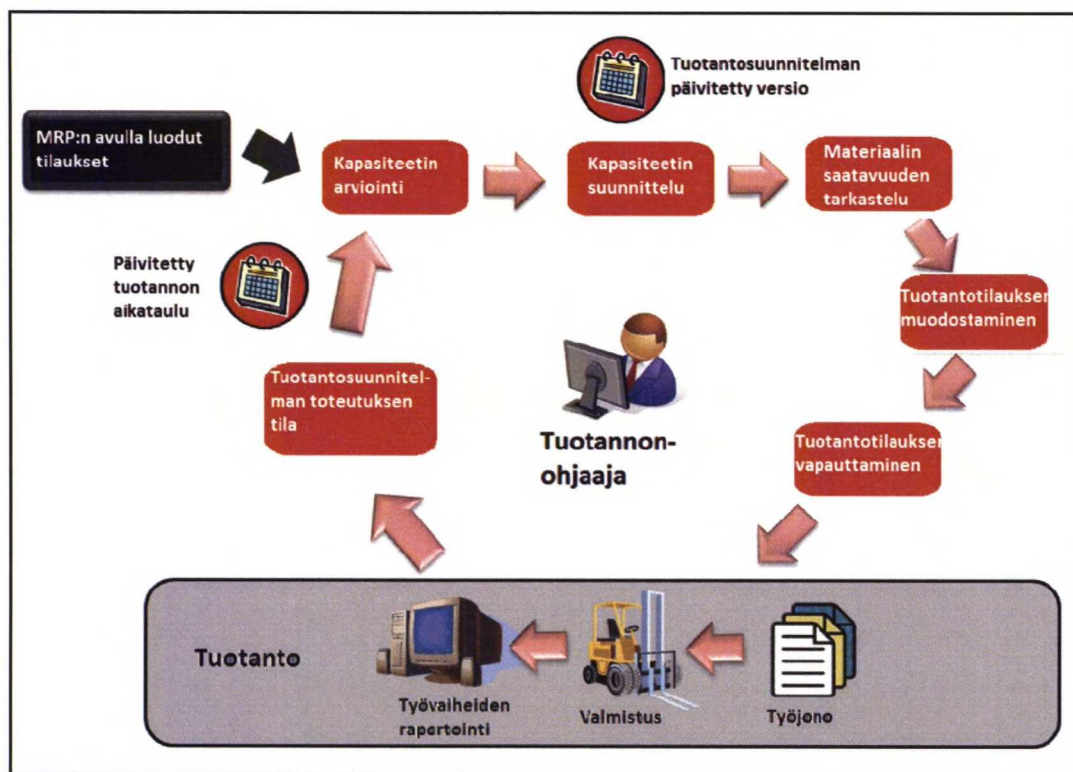 Tuotantosuunnitelman
päivitetty versio
MRP:n avulla luodut
tilaukset
Kapasiteetin
arviointi
Kapasiteetin
suunnittelu
Materiaalin
saatavuuden
tarkastelu
Päivitetty
tuotannon
aikataulu
Tuotantotilauksen
muodostaminen
Tuotantosuunnitel-
man toteutuksen
tila
Tuotannon-
ohjaaja
Tuotantotilauksen
vapauttaminen
Tuotanto
Työvaiheiden
raportointi
Valmistus
Työjono